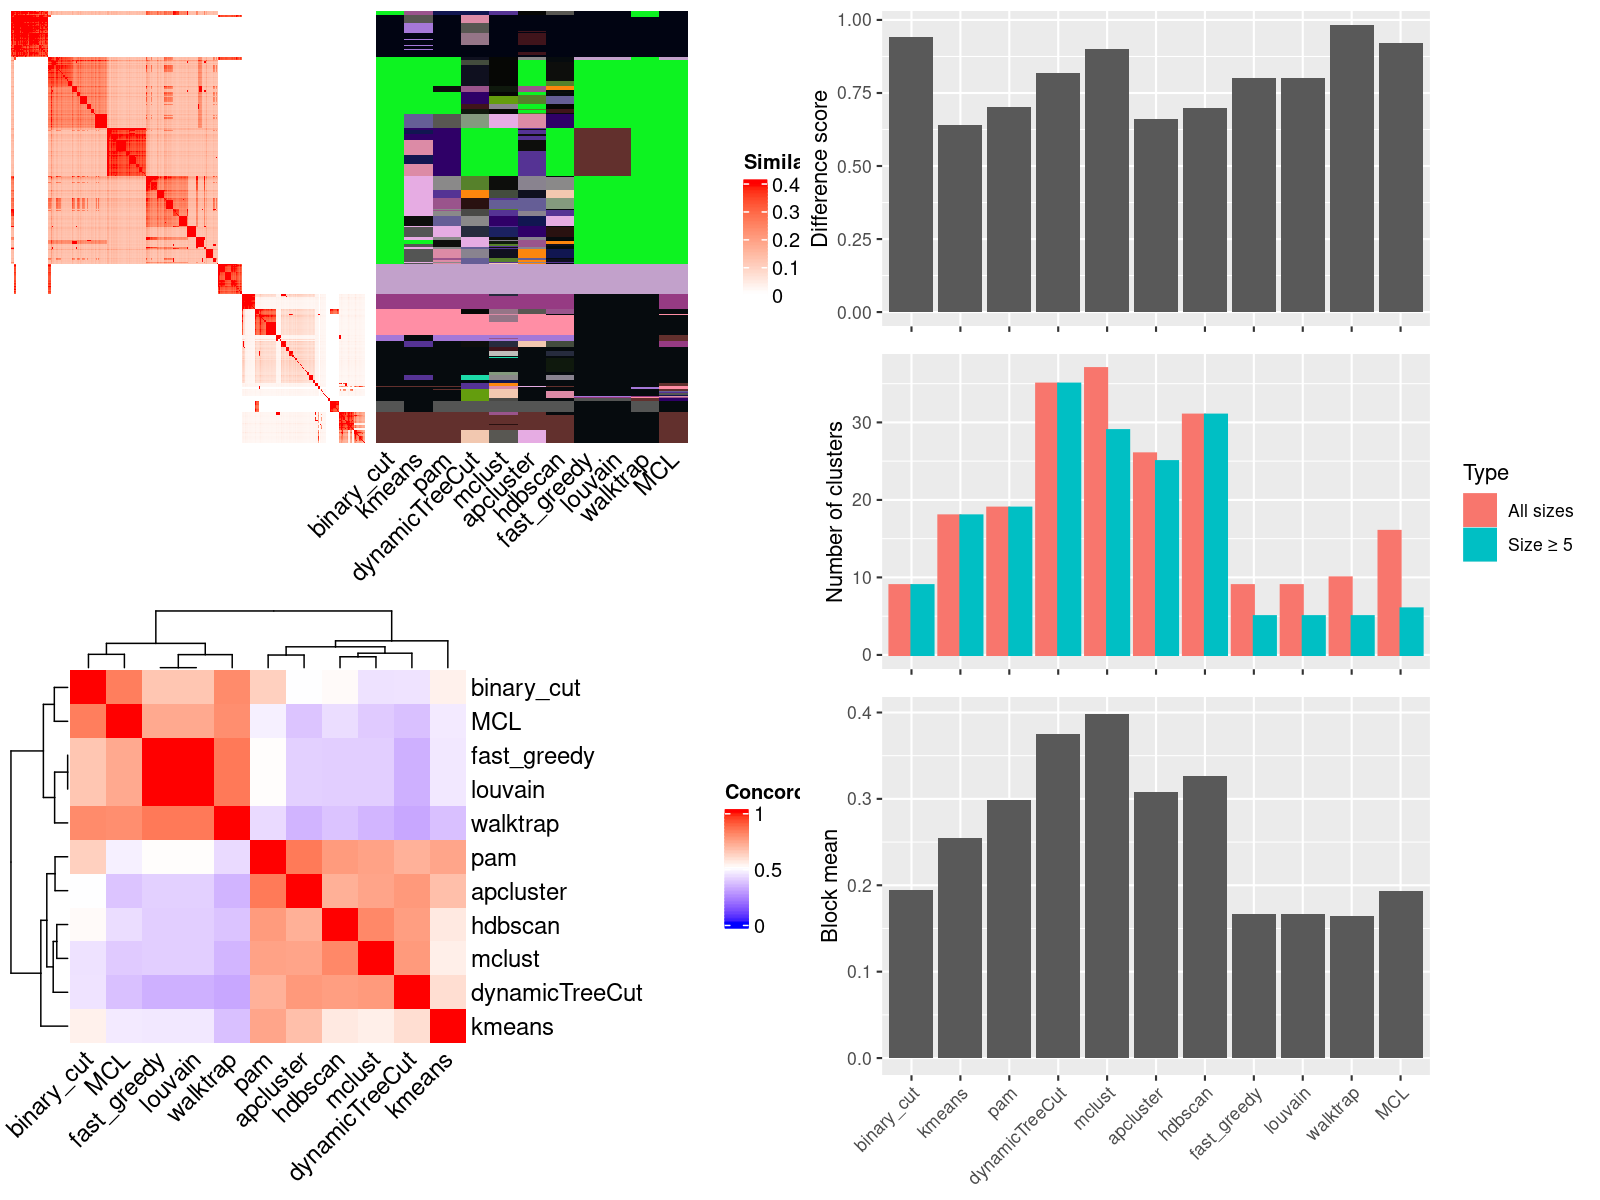 Simila
0.4
0.3
0.2
0.1
0
binary_cut
kmeans
pam
dynamicTreeCut
mclust
apcluster
hdbscan
fast_greedy
louvain
walktrap
MCL
binary_cut
MCL
fast_greedy
louvain
walktrap
pam
apcluster
hdbscan
mclust
dynamicTreeCut
kmeans
binary_cut
MCL
fast_greedy
louvain
walktrap
pam
apcluster
hdbscan
mclust
dynamicTreeCut
kmeans
Concord
1
0.5
0
Difference score
1.00
0.75
0.50
0.25
0.00
Number of clusters
30
20
10
0
Type
All sizes
Size ≥ 5
Block mean
0.4
0.3
0.2
0.1
0.0
binary_cut
kmeans
pam
dynamicTreeCut
mclust
apcluster
hdbscan
fast_greedy
louvain
walktrap
MCL